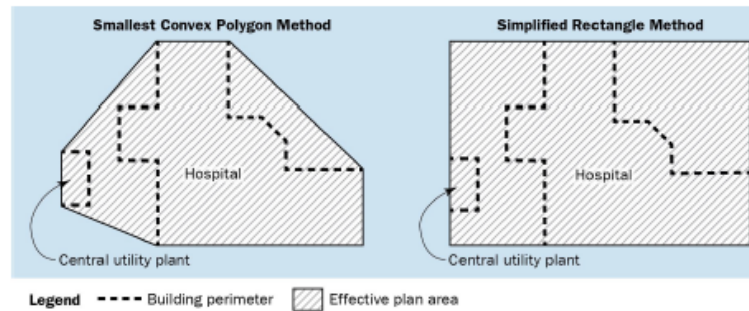 Smallest Convex Polygon Method
Simplified Rectangle Method
Hospital
Central utility plant
Hospital
Central utility plant
Legend
Building perimeter
Effective plan area